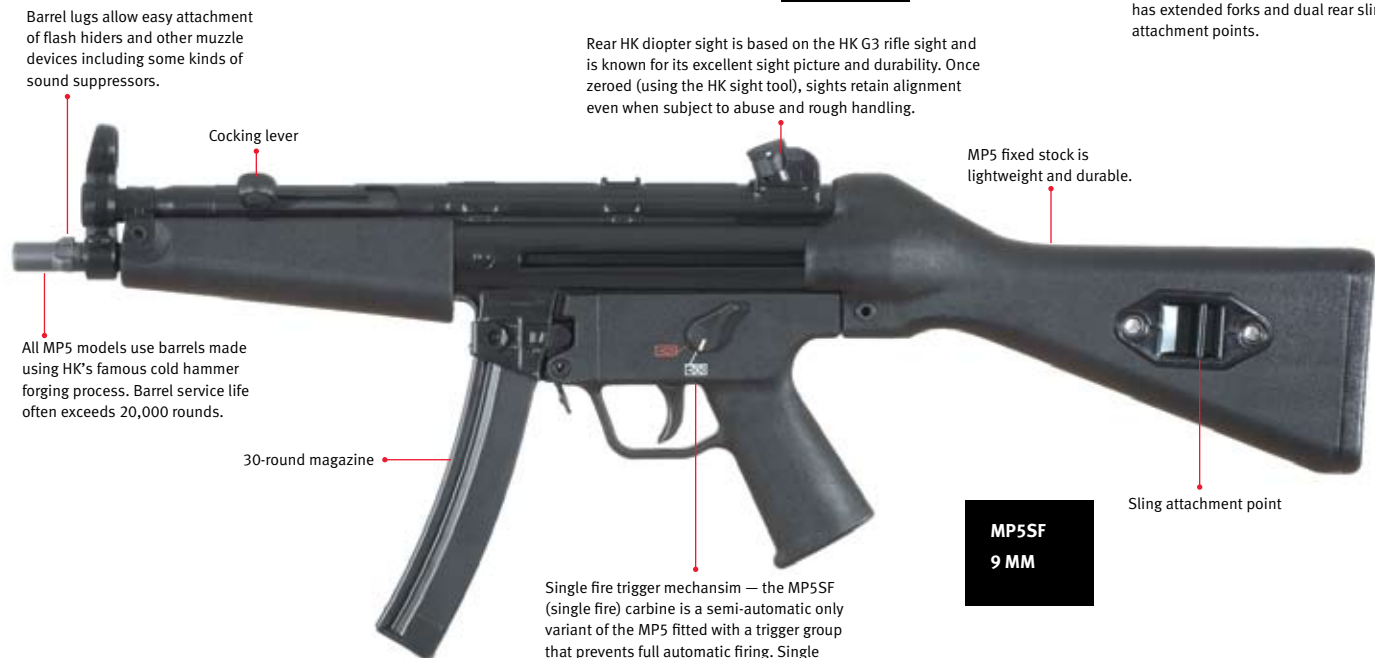 has extended forks and dual rear
attachment points.
Barrel lugs allow easy attachment
of flash hiders and other muzzle
devices including some kinds of
sound suppressors.
Rear HK diopter sight is based on the HK G3 rifle sight and
is known for its excellent sight picture and durability. Once
zeroed (using the HK sight tool), sights retain alignment
even when subject to abuse and rough handling.
Cocking lever
MP5 fixed stock is
lightweight and durable.
All MP5 models use barrels made
using HK’s famous cold hammer
forging process. Barrel service life
often exceeds 20,000 rounds.
30-round magazine
Sling attachment point
MP5SF
9 MM
Single fire trigger mechansim — the MP5SF
(single fire) carbine is a semi-automatic only
variant of the MP5 fitted with a trigger group
that prevents full automatic firing. Single